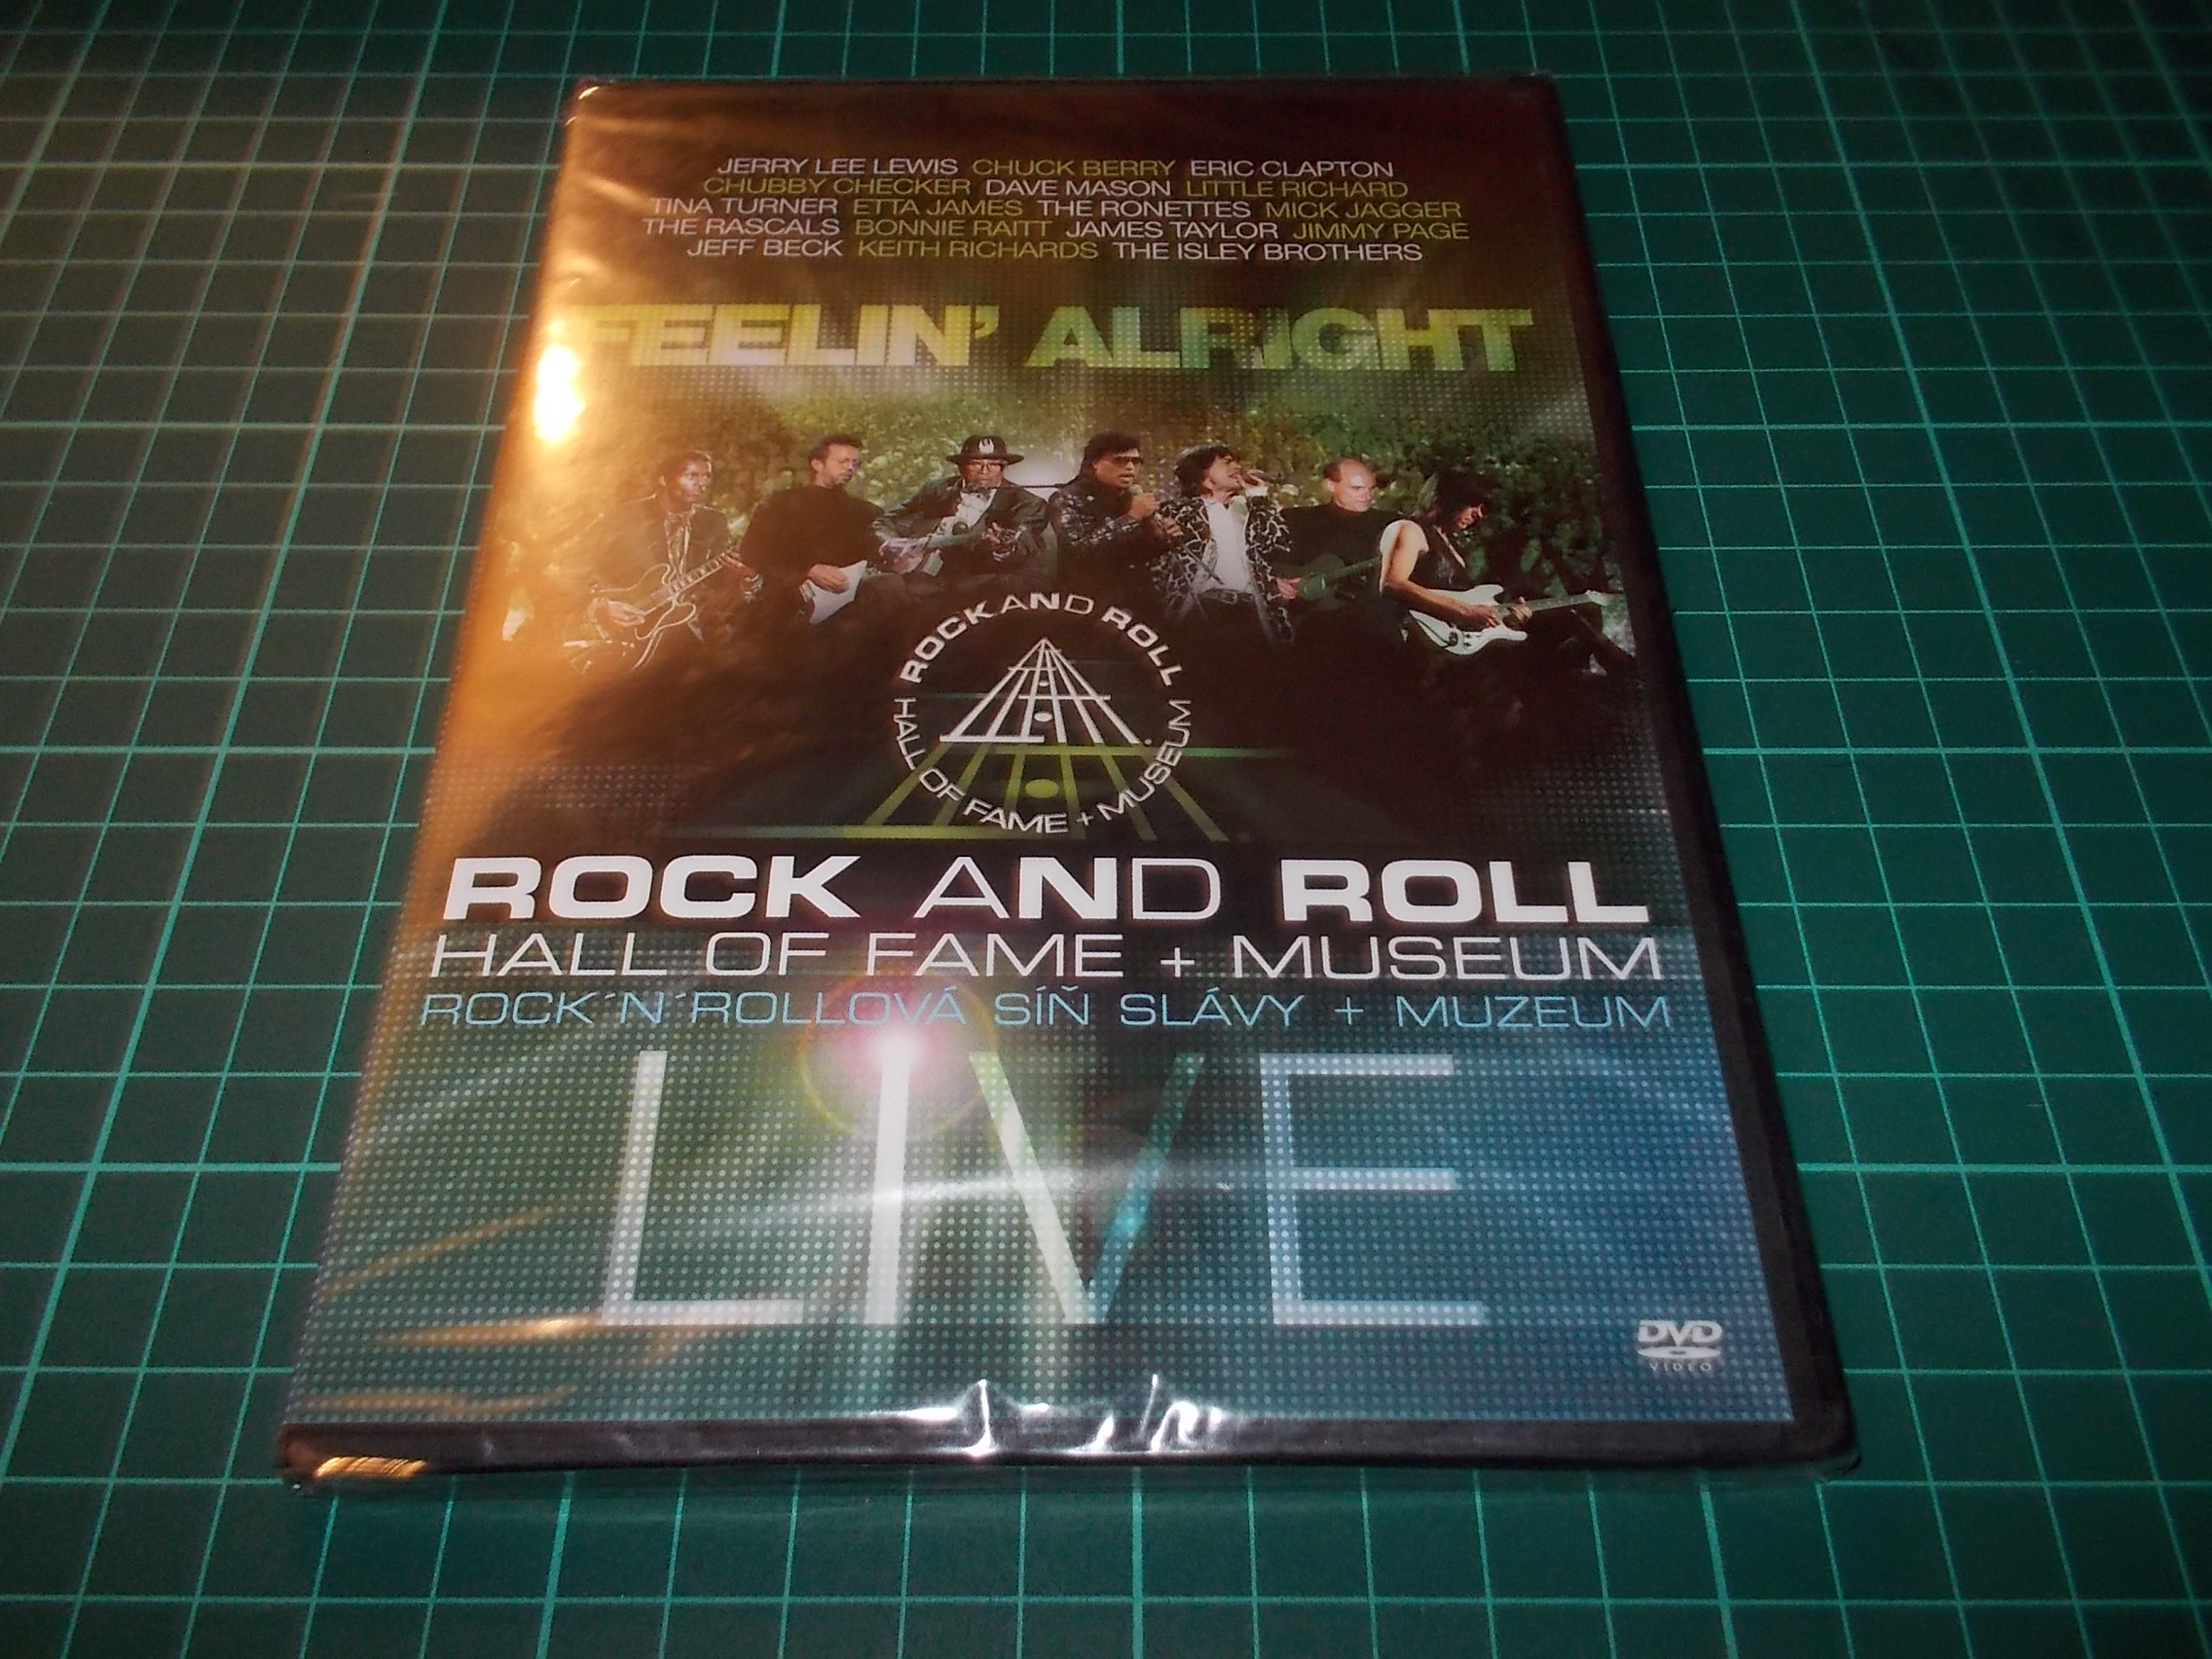 JERRY LEE LEWIS CHUCK BERRY ERIC CLAPTON
CHUBBY CHECKER DAVE MASON LITTLE RICHARD
TINA TURNER ETTA JAMES THE RONETTES MICK JAGGER
THE RASCALS BONNIE RAITT JAMES TAYLOR JIMMY PAGE
JEFF BECK KEITH RICHARDS THE ISLEY BROTHERS
FEELIN' ALRIGHT
ROCK AND ROLL
HALL OF FAME + MUSEUM
ROCK AND ROLL
HALL OF FAME + MUSEUM
ROCK´N´ROLLOVÁ SÍŇ SLÁVY + MUZEUM
LIVE
DVD
VIDEO